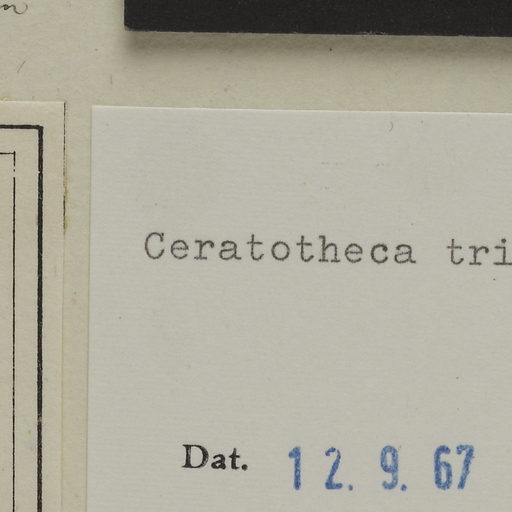 Ceratotheca tri
Dat. 12. 9. 67